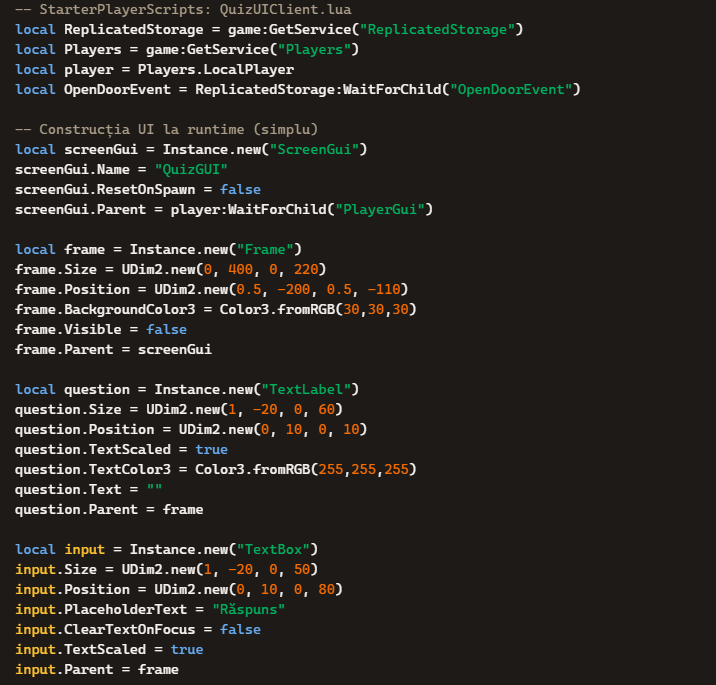 -- StarterPlayerScripts: QuizUIClient.lua
local ReplicatedStorage = game:GetService("ReplicatedStorage")
local Players = game:GetService("Players")
local player = Players.LocalPlayer
local OpenDoorEvent = ReplicatedStorage:WaitForChild("OpenDoorEvent")

-- Construcția UI la runtime (simplu)
local screenGui = Instance.new("ScreenGui")
screenGui.Name = "QuizGUI"
screenGui.ResetOnSpawn = false
screenGui.Parent = player:WaitForChild("PlayerGui")

local frame = Instance.new("Frame")
frame.Size = UDim2.new(0, 400, 0, 220)
frame.Position = UDim2.new(0.5, -200, 0.5, -110)
frame.BackgroundColor3 = Color3.fromRGB(30,30,30)
frame.Visible = false
frame.Parent = screenGui

local question = Instance.new("TextLabel")
question.Size = UDim2.new(1, -20, 0, 60)
question.Position = UDim2.new(0, 10, 0, 10)
question.TextScaled = true
question.TextColor3 = Color3.fromRGB(255,255,255)
question.Text = ""
question.Parent = frame

local input = Instance.new("TextBox")
input.Size = UDim2.new(1, -20, 0, 50)
input.Position = UDim2.new(0, 10, 0, 80)
input.PlaceholderText = "Răspuns"
input.ClearTextOnFocus = false
input.TextScaled = true
input.Parent = frame